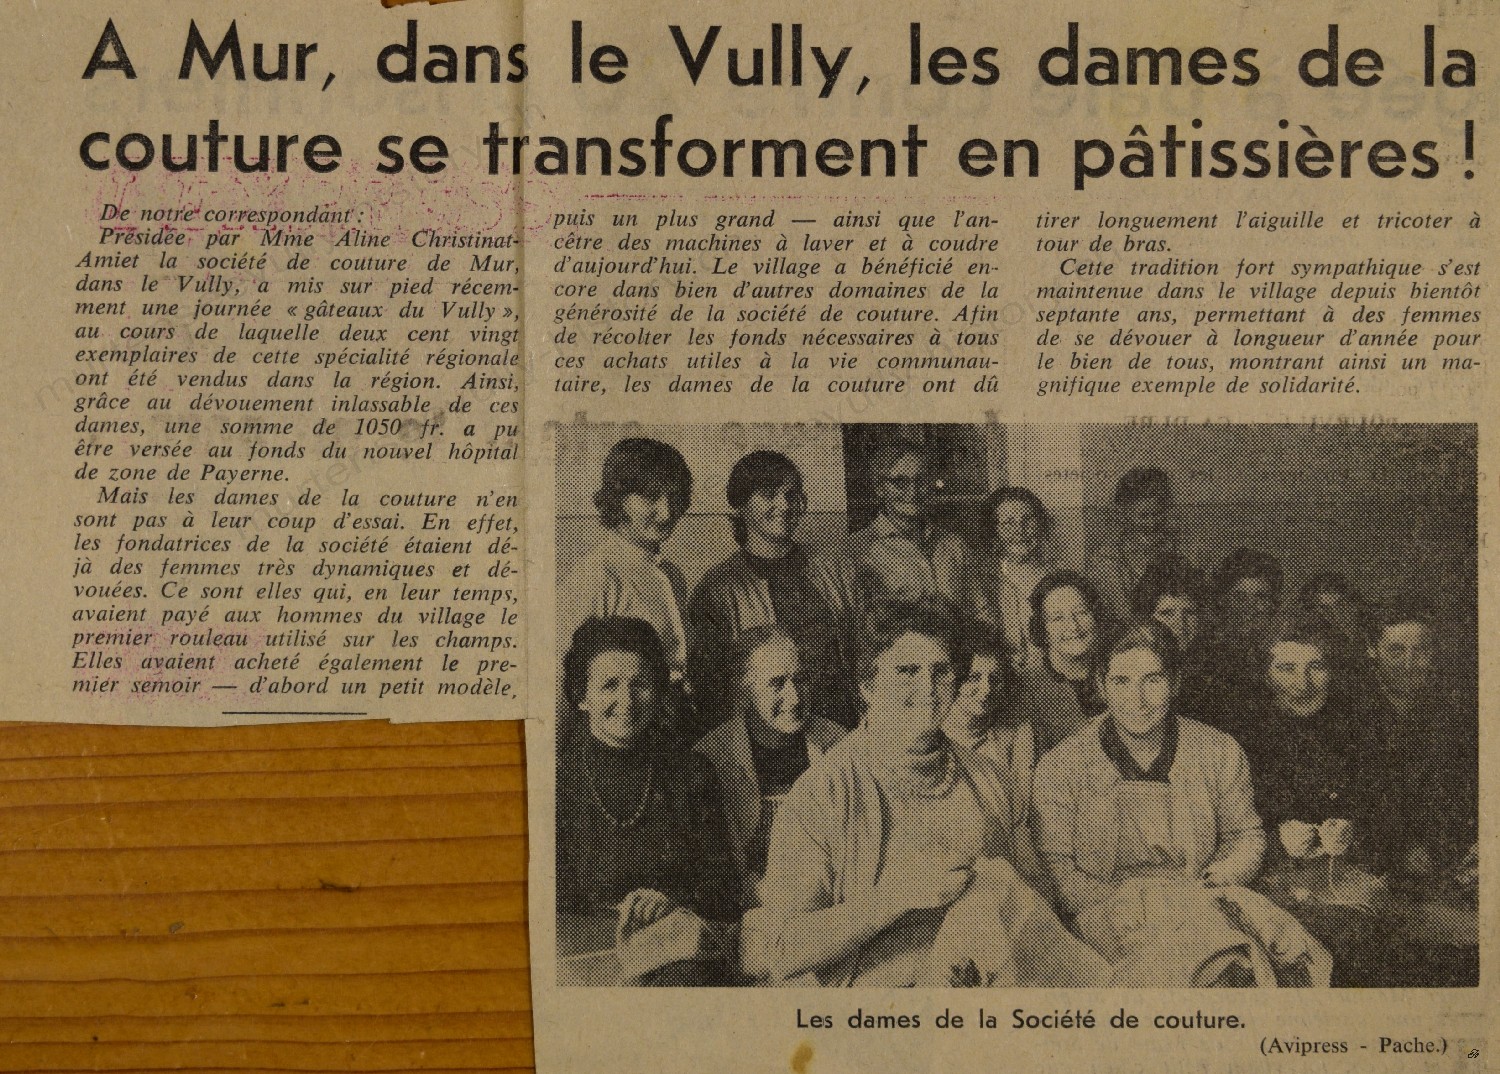 A Mur, dans le Vully, les dames de la
couture se transforment en pâtissières !
De notre correspondant :
Présidée par Mme Aline Christinat-
Amiet la société de couture de Mur,
dans le Vully, a mis sur pied récem-
ment une journée « gâteaux du Vully »,
au cours de laquelle deux cent vingt
exemplaires de cette spécialité régionale
ont été vendus dans la région. Ainsi,
grâce au dévouement inlassable de ces
dames, une somme de 1050 fr. a pu
être versée au fonds du nouvel hôpital
de zone de Payerne.
Mais les dames de la couture n'en
sont pas à leur coup d'essai. En effet,
les fondatrices de la société étaient dé-
jà des femmes très dynamiques et dé-
vouées. Ce sont elles qui, en leur temps,
avaient payé aux hommes du village le
premier rouleau utilisé sur les champs.
Elles avaient acheté également le pre-
mier semoir — d'abord un petit modèle,
puis un plus grand — ainsi que l'an-
cêtre des machines à laver et à coudre
d'aujourd'hui. Le village a bénéficié en-
core dans bien d'autres domaines de la
générosité de la société de couture. Afin
de récolter les fonds nécessaires à tous
ces achats utiles à la vie communau-
taire, les dames de la couture ont dû
tirer longuement l'aiguille et tricoter à
tour de bras.
Cette tradition fort sympathique s'est
maintenue dans le village depuis bientôt
septante ans, permettant à des femmes
de se dévouer à longueur d'année pour
le bien de tous, montrant ainsi un ma-
gnifique exemple de solidarité.
Les dames de la Société de couture.
(Avipress - Pache.)